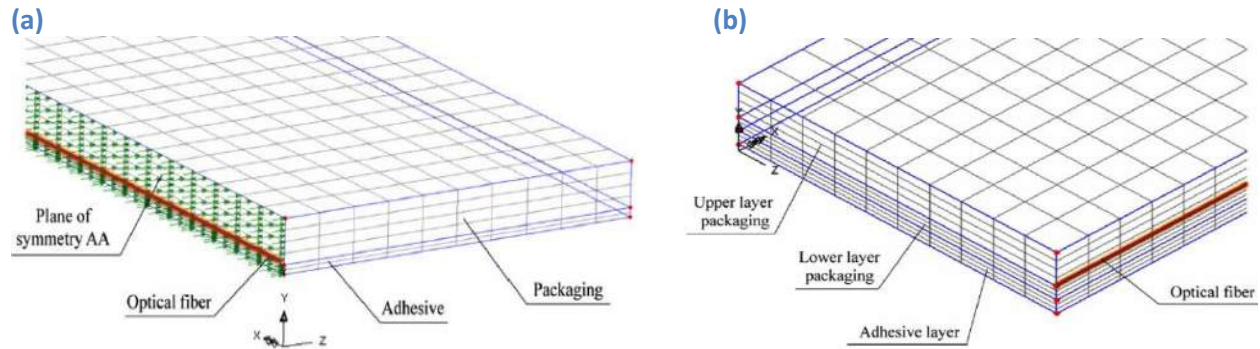 (a)
Plane of
symmetry AA
Optical fiber
Adhesive
Packaging
Y
X
Z
(b)
Y
X
Z
Upper layer
packaging
Lower layer
packaging
Adhesive layer
Optical fiber